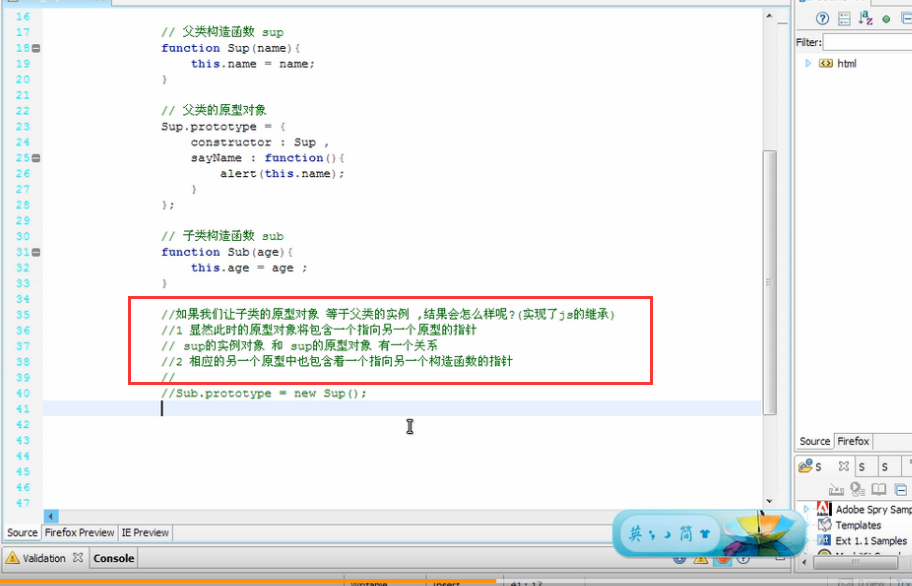 Filter:
html
16
17 // 父类构造函数 sup
18 function Sup(name){
19 this.name = name;
20 }
21
22 // 父类的原型对象
23 Sup.prototype = {
24 constructor : Sup ,
25 sayName : function(){
26 alert(this.name);
27 }
28 };
29
30 // 子类构造函数 sub
31 function Sub(age){
32 this.age = age ;
33 }
34
35 //如果我们让子类的原型对象 等于父类的实例 ,结果会怎么样呢?(实现了js的继承)
36 //1 显然此时的原型对象将包含一个指向另一个原型的指针
37 // sup的实例对象 和 sup的原型对象 有一个关系
38 //2 相应的另一个原型中也包含着一个指向另一个构造函数的指针
39 //
40 //Sub.prototype = new Sup();
41
42
43
44
45
46
47
Source Firefox
S S S
Adobe Spry Samp
Templates
Ext 1.1 Samples
Source Firefox Preview IE Preview
英 简
Validation Console
Writable Insert 41 : 17